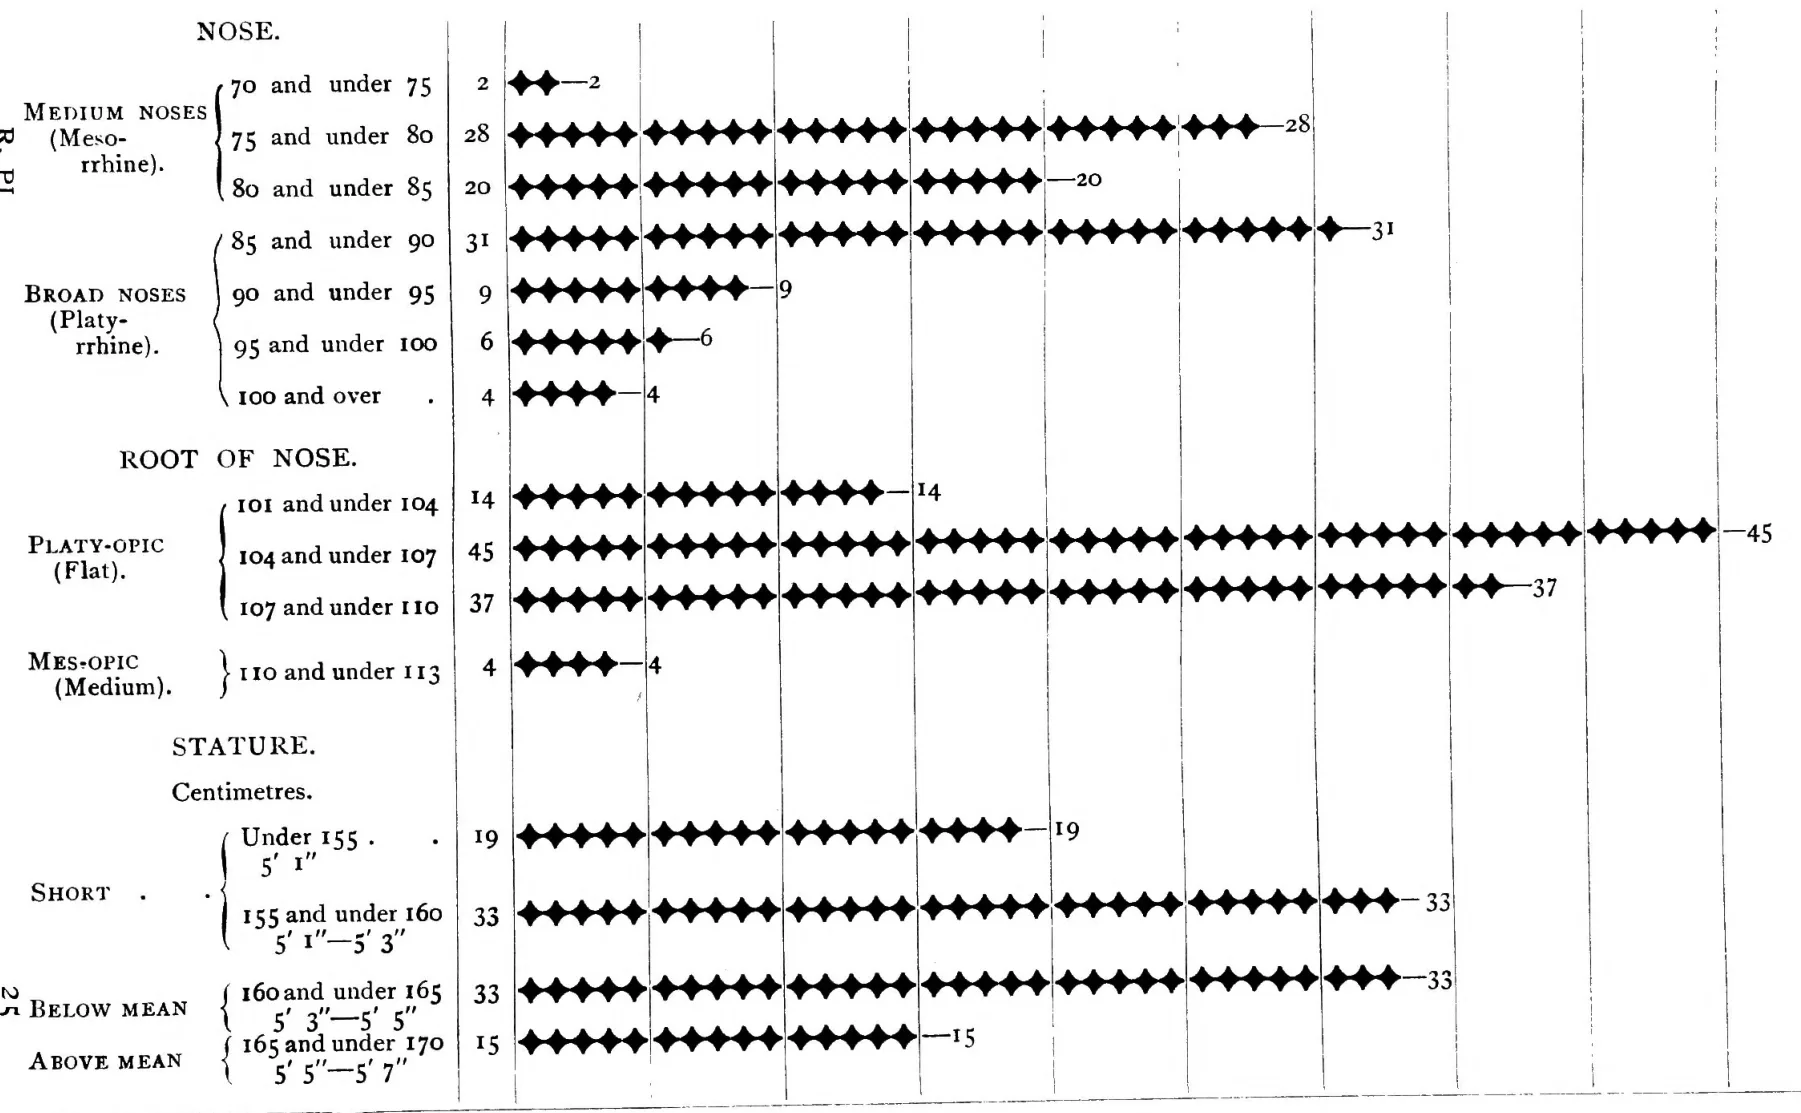 NOSE.
MEDIUM NOSES
(Meso-
rrhine).
70 and under 75 2 —2
75 and under 80 28 —28
80 and under 85 20 —20
BROAD NOSES
(Platy-
rrhine).
85 and under 90 31 —31
90 and under 95 9 —9
95 and under 100 6 —6
100 and over . 4 —4
ROOT OF NOSE.
PLATY-OPIC
(Flat).
101 and under 104 14 —14
104 and under 107 45 —45
107 and under 110 37 —37
MES-OPIC
(Medium).
110 and under 113 4 —4
STATURE.
Centimetres.
SHORT . .
Under 155 . . 19 —19
5′ 1″
155 and under 160 33 —33
5′ 1″—5′ 3″
BELOW MEAN
160 and under 165 33 —33
5′ 3″—5′ 5″
ABOVE MEAN
165 and under 170 15 —15
5′ 5″—5′ 7″
25